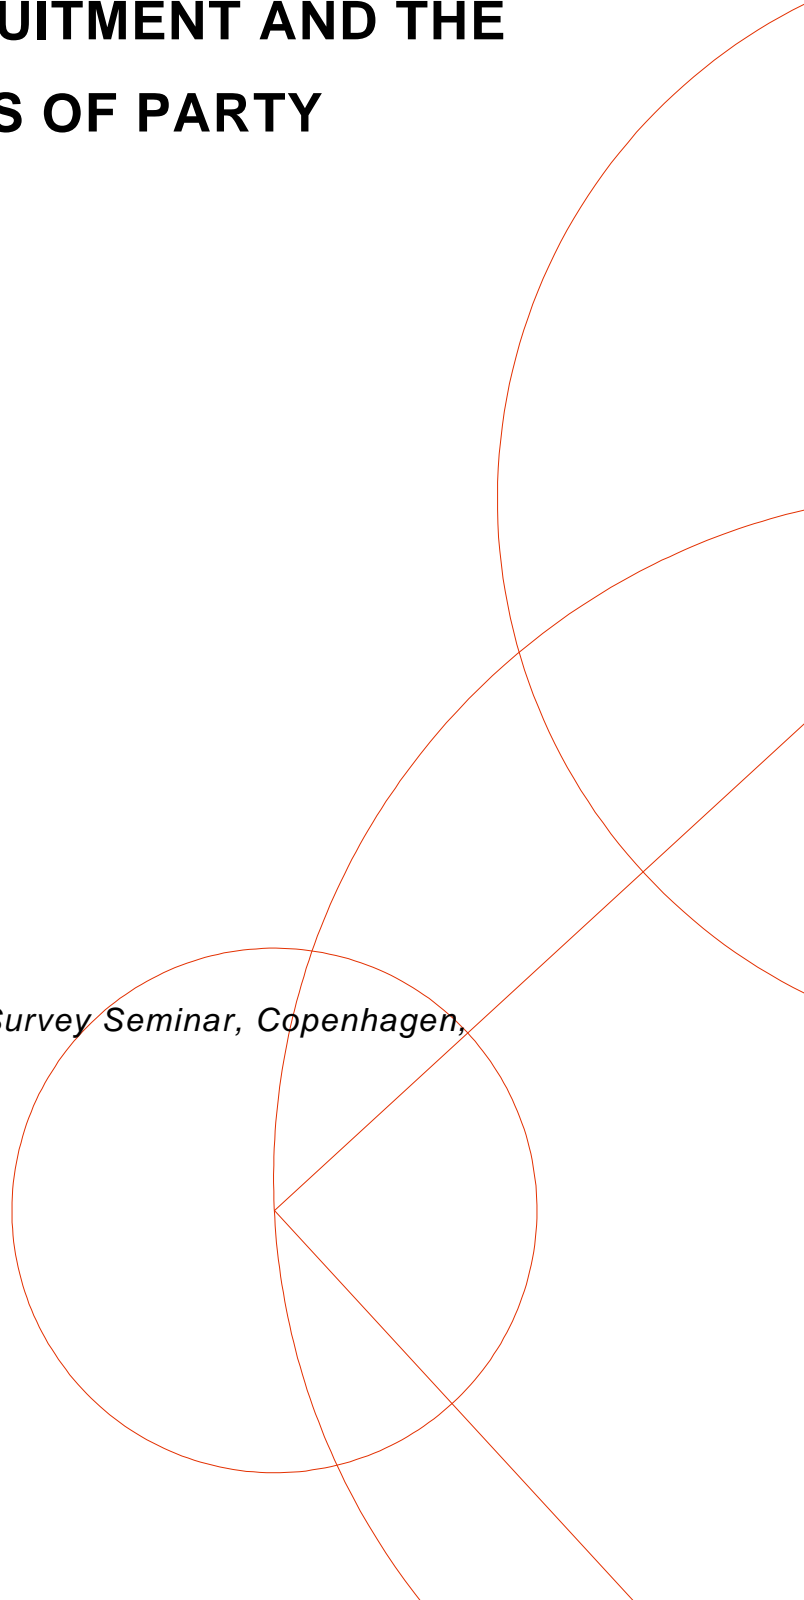 UITMENT AND THE
S OF PARTY
Survey Seminar, Copenhagen,